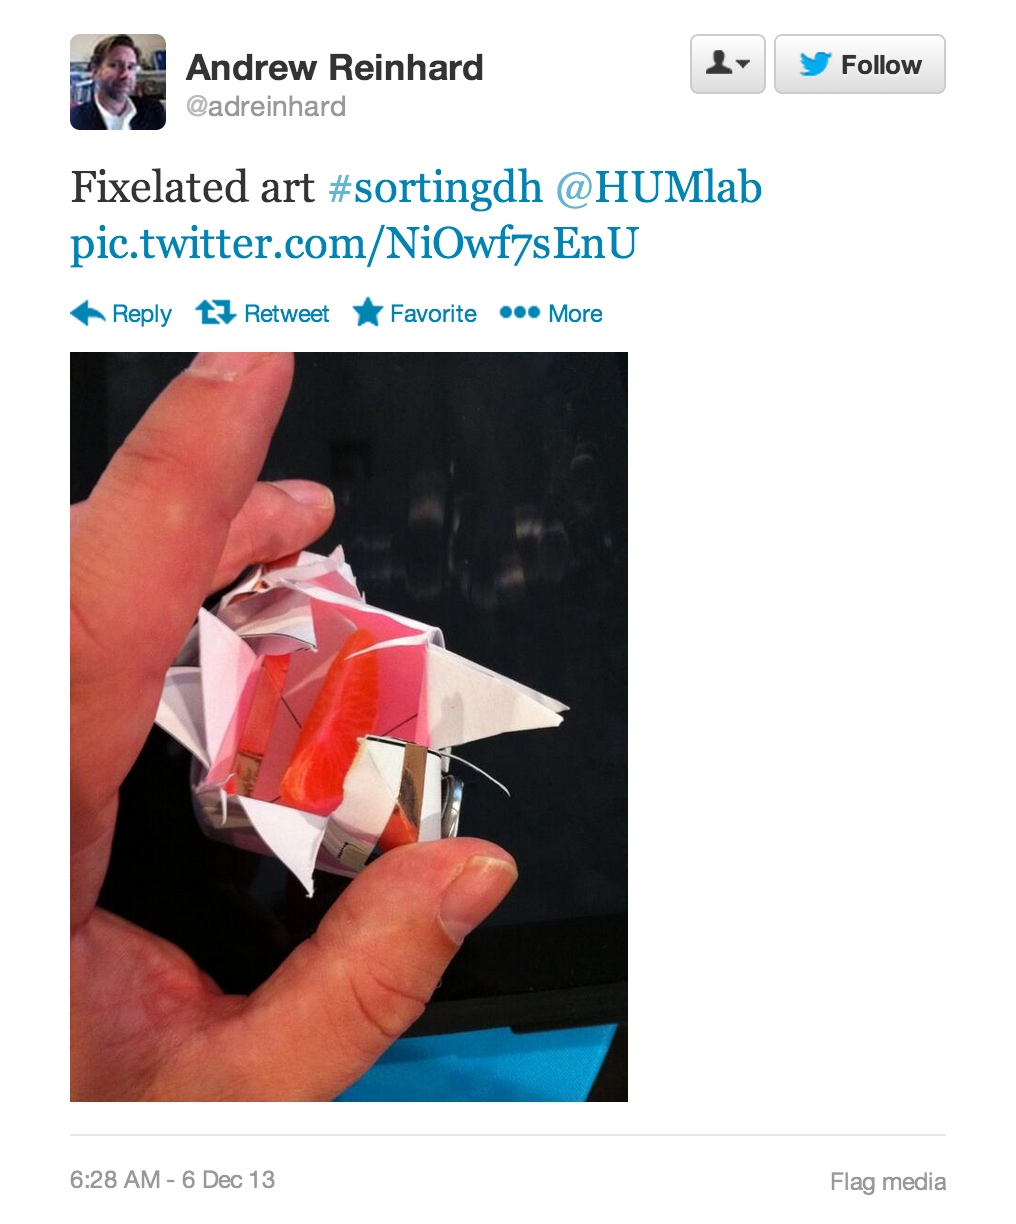 Andrew Reinhard
@adreinhard
Follow
Fixelated art #sortingdh @HUMlab
pic.twitter.com/NiOwf7sEnU
Reply Retweet Favorite More
6:28 AM - 6 Dec 13
Flag media